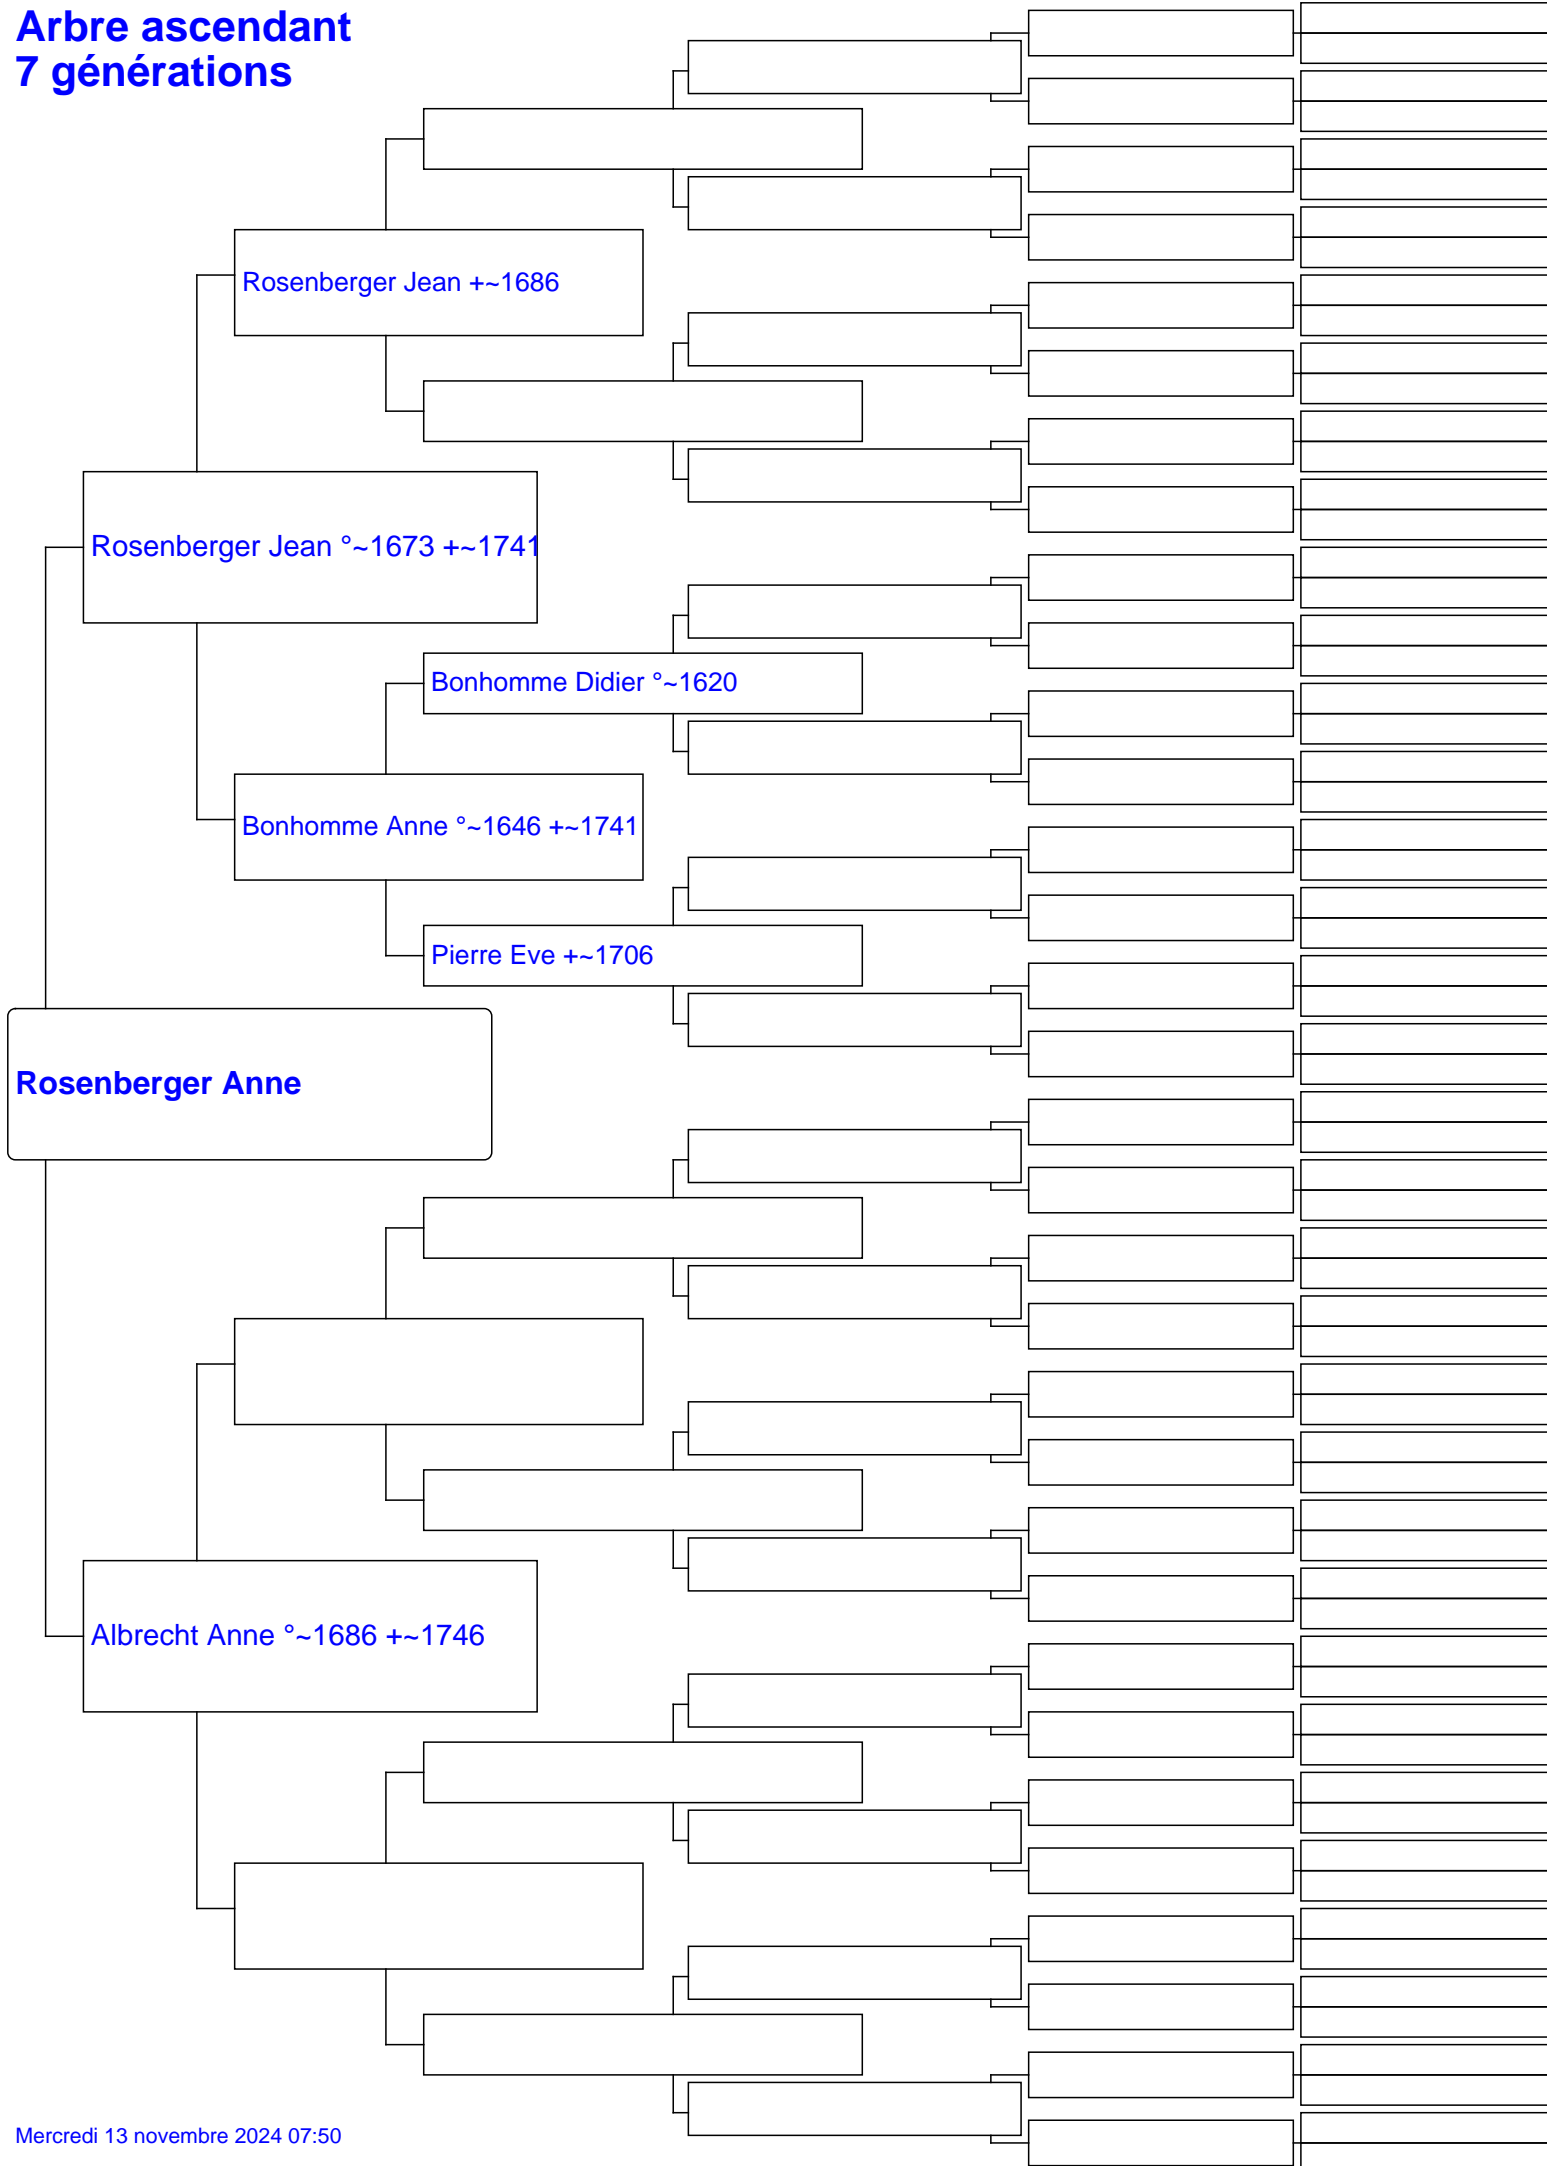 Arbre ascendant
7 générations
Rosenberger Jean +~1686
Rosenberger Jean °~1673 +~1741
Bonhomme Didier °~1620
Bonhomme Anne °~1646 +~1741
Pierre Eve +~1706
Rosenberger Anne
Albrecht Anne °~1686 +~1746
Mercredi 13 novembre 2024 07:50